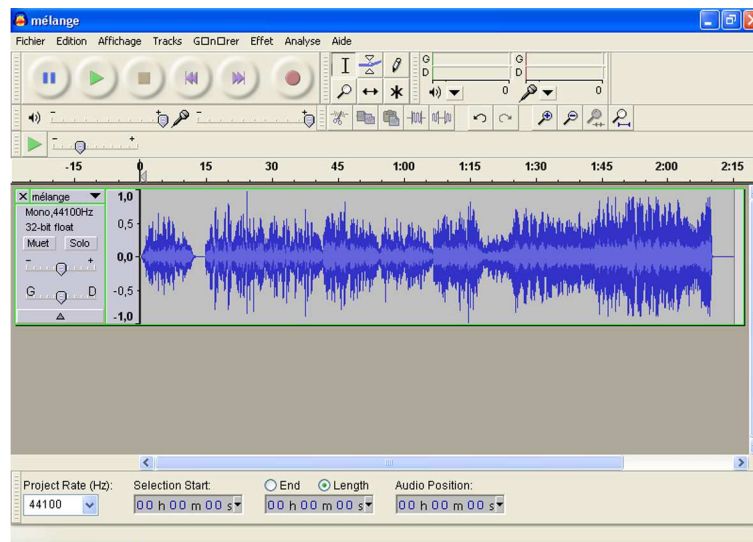 mélange
Fichier Edition Affichage Tracks G□n□rer Effet Analyse Aide
G
D
G
D
0
0
- +
- +
- +
-15 0 15 30 45 1:00 1:15 1:30 1:45 2:00 2:15
mélange
Mono,44100Hz
32-bit float
Muet Solo
- +
G D
1,0
0,5
0,0
-0,5
-1,0
Project Rate (Hz): Selection Start: End Length Audio Position:
44100 00 h 00 m 00 s 00 h 00 m 00 s 00 h 00 m 00 s